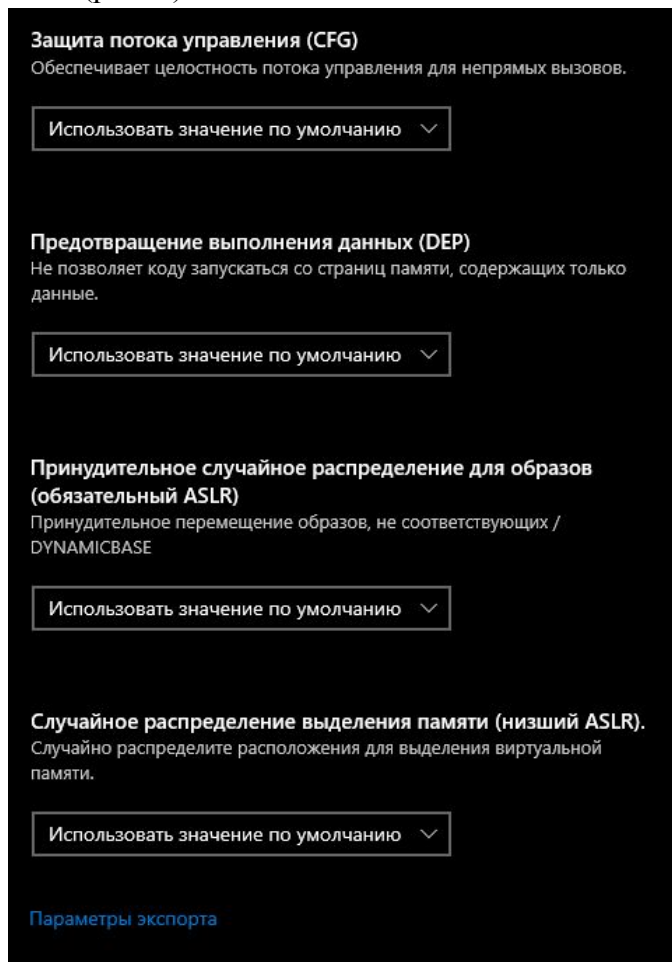 Защита потока управления (CFG)
Обеспечивает целостность потока управления для непрямых вызовов.
Использовать значение по умолчанию
Предотвращение выполнения данных (DEP)
Не позволяет коду запускаться со страниц памяти, содержащих только
данные.
Использовать значение по умолчанию
Принудительное случайное распределение для образов
(обязательный ASLR)
Принудительное перемещение образов, не соответствующих /
DYNAMICBASE
Использовать значение по умолчанию
Случайное распределение выделения памяти (низший ASLR).
Случайно распределите расположения для выделения виртуальной
памяти.
Использовать значение по умолчанию
Параметры экспорта